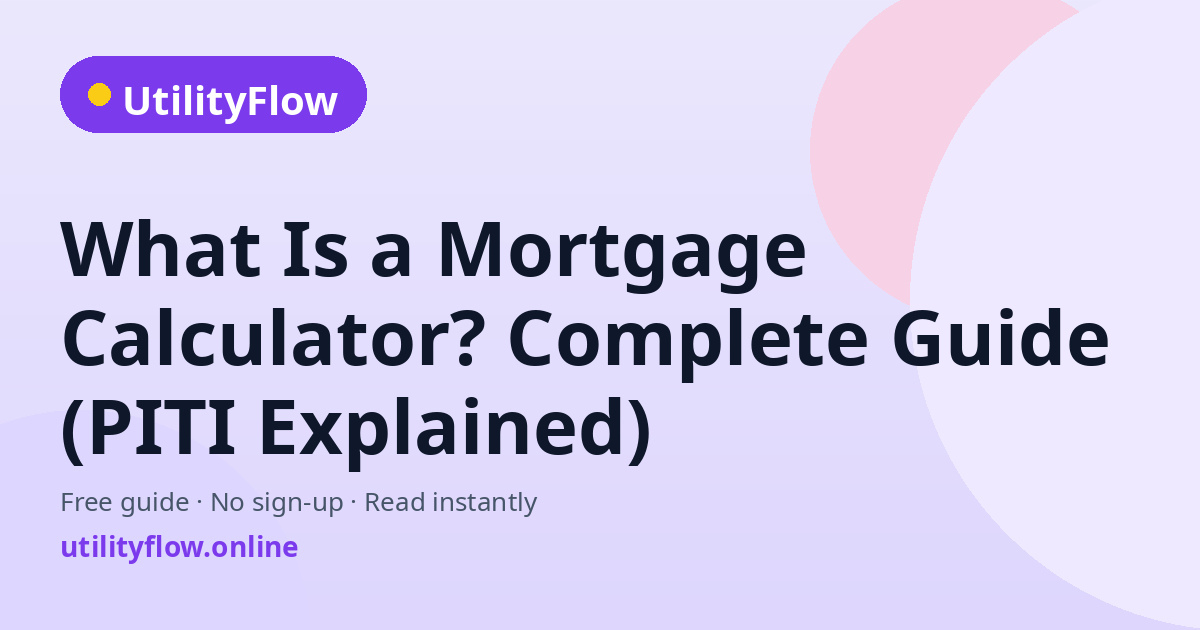 UtilityFlow
What Is a Mortgage
Calculator? Complete Guide
(PITI Explained)
Free guide · No sign-up · Read instantly
utilityflow.online